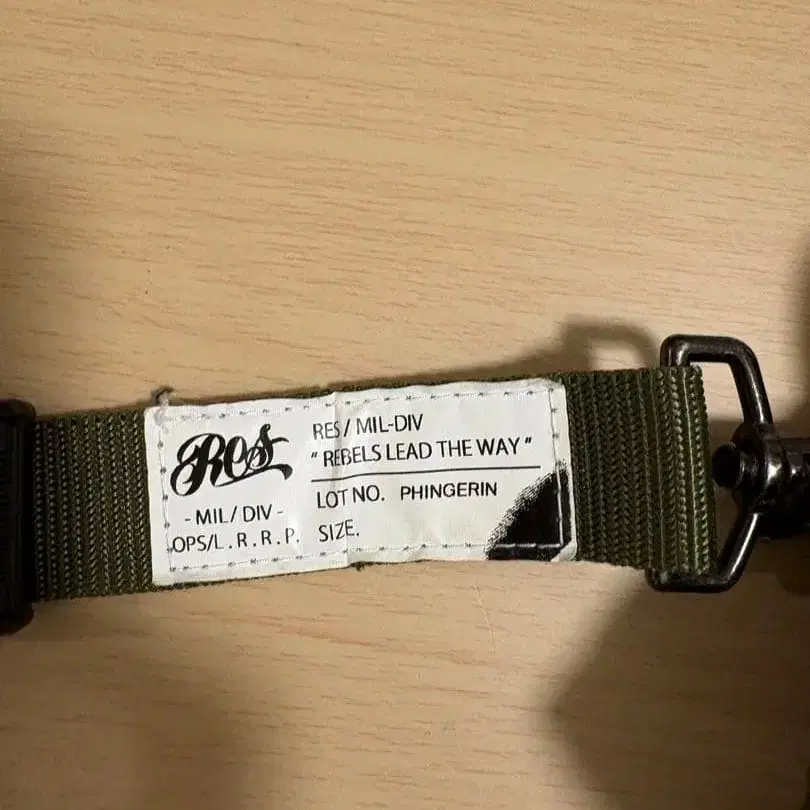 Res
- MIL / DIV -
OPS/L . R . R . P.
RES / MIL-DIV
" REBELS LEAD THE WAY "
LOT NO. PHINGERIN
SIZE.